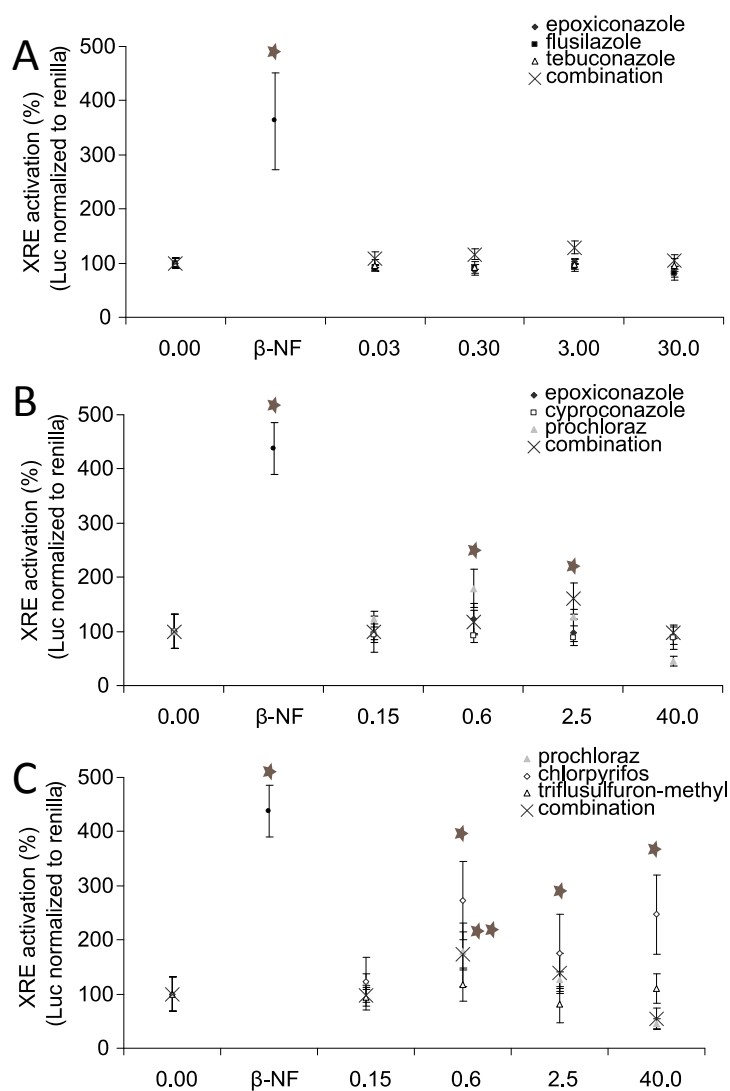 A
XRE activation (%)
(Luc normalized to renilla)
500
400
300
200
100
0
epoxiconazole
flusilazole
tebuconazole
combination
0.00 β-NF 0.03 0.30 3.00 30.0
B
XRE activation (%)
(Luc normalized to renilla)
500
400
300
200
100
0
epoxiconazole
cyproconazole
prochloraz
combination
0.00 β-NF 0.15 0.6 2.5 40.0
C
XRE activation (%)
(Luc normalized to renilla)
500
400
300
200
100
0
prochloraz
chlorpyrifos
triflusulfuron-methyl
combination
0.00 β-NF 0.15 0.6 2.5 40.0